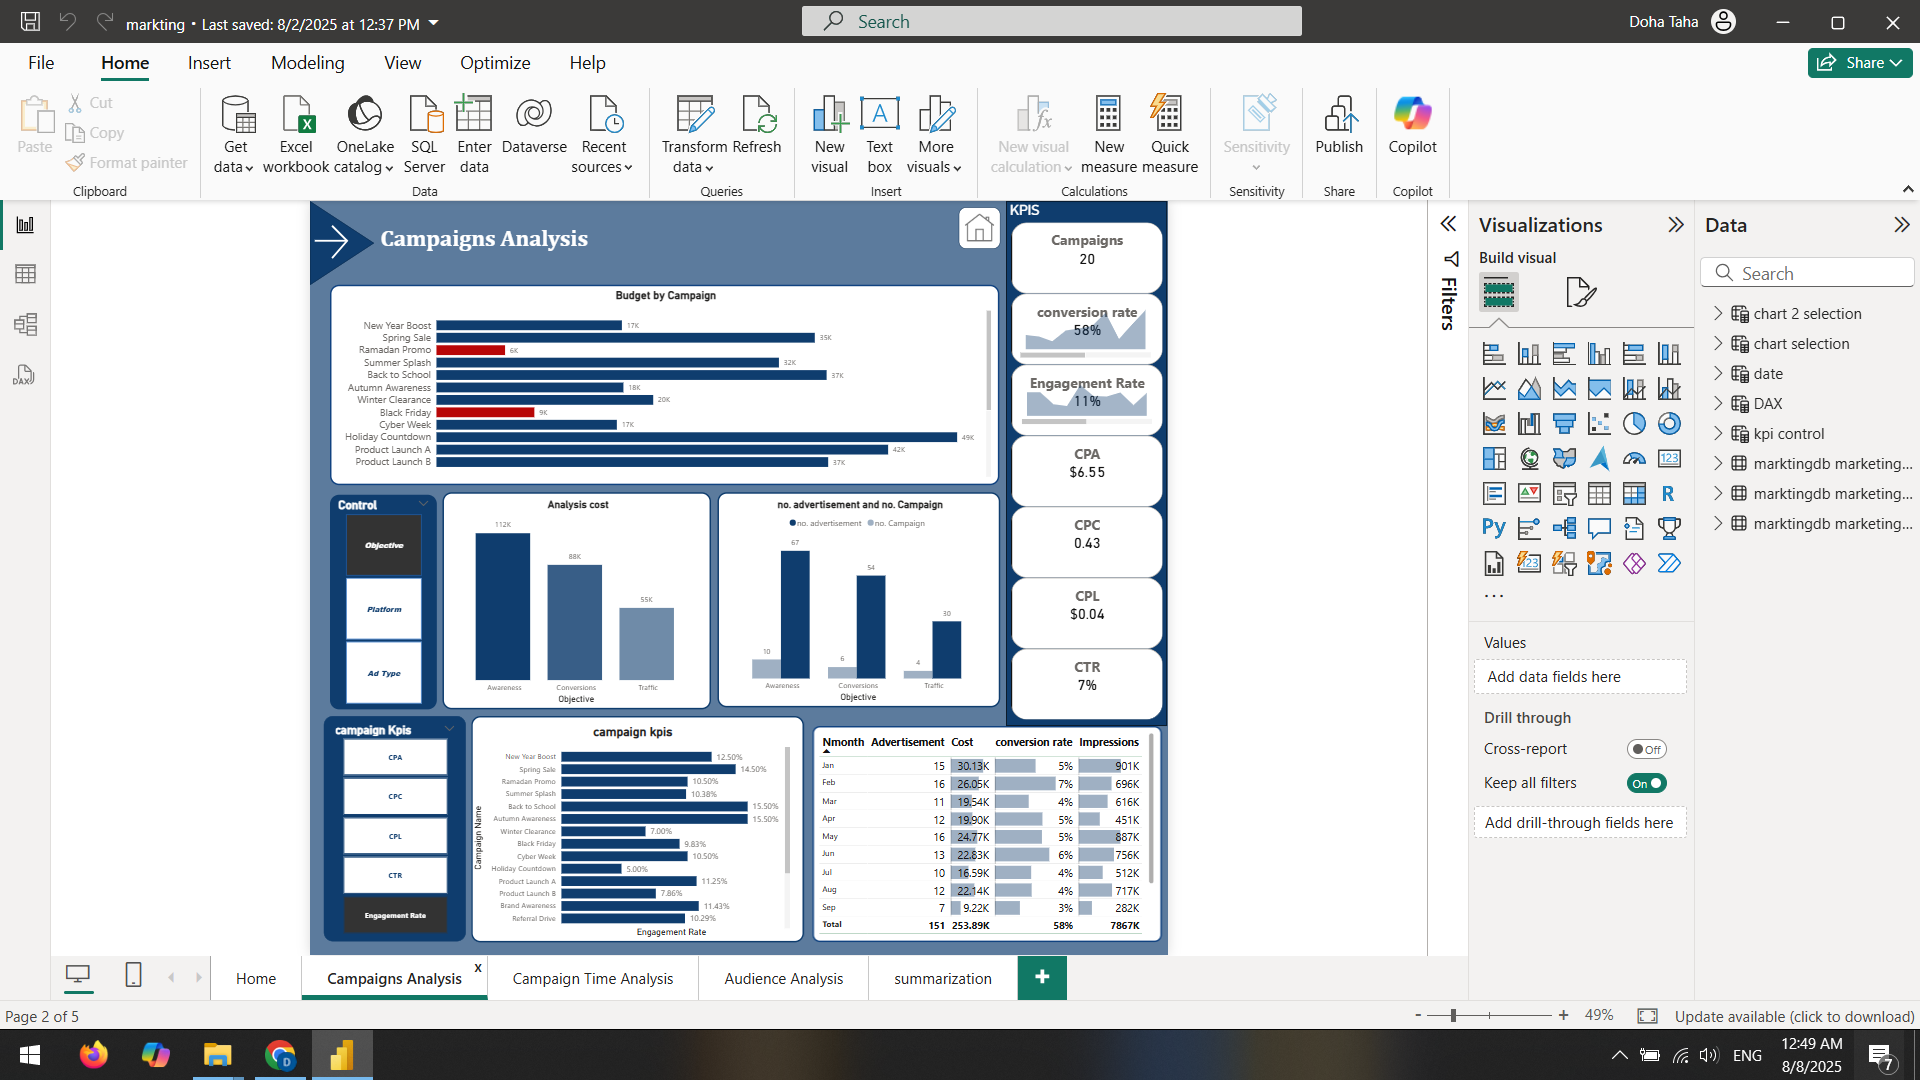 markting • Last saved: 8/2/2025 at 12:37 PM
Search
Doha Taha
File Home Insert Modeling View Optimize Help
Share
Paste
Cut
Copy
Format painter
Clipboard
Get data
Excel workbook
OneLake catalog
SQL Server
Enter data
Dataverse
Recent sources
Data
Transform data
Refresh
Queries
New visual
Text box
More visuals
Insert
New visual calculation
New measure
Quick measure
Calculations
Sensitivity
Sensitivity
Publish
Share
Copilot
Copilot
Campaigns Analysis
Budget by Campaign
New Year Boost 17K
Spring Sale 35K
Ramadan Promo 6K
Summer Splash 32K
Back to School 37K
Autumn Awareness 18K
Winter Clearance 20K
Black Friday 9K
Cyber Week 17K
Holiday Countdown 49K
Product Launch A 42K
Product Launch B 37K
Control
Objective
Platform
Ad Type
Analysis cost
112K
88K
55K
Awareness Conversions Traffic
Objective
no. advertisement and no. Campaign
no. advertisement no. Campaign
10 67
6 54
4 30
Awareness Conversions Traffic
Objective
KPIS
Campaigns
20
conversion rate
58%
Engagement Rate
11%
CPA
$6.55
CPC
0.43
CPL
$0.04
CTR
7%
campaign Kpis
CPA
CPC
CPL
CTR
Engagement Rate
campaign kpis
Campaign Name
New Year Boost 12.50%
Spring Sale 14.50%
Ramadan Promo 10.50%
Summer Splash 10.38%
Back to School 15.50%
Autumn Awareness 15.50%
Winter Clearance 7.00%
Black Friday 9.83%
Cyber Week 10.50%
Holiday Countdown 5.00%
Product Launch A 11.25%
Product Launch B 7.86%
Brand Awareness 11.43%
Referral Drive 10.29%
Engagement Rate
Nmonth Advertisement Cost conversion rate Impressions
Jan 15 30.13K 5% 901K
Feb 16 26.05K 7% 696K
Mar 11 19.54K 4% 616K
Apr 12 19.90K 5% 451K
May 16 24.77K 5% 887K
Jun 13 22.83K 6% 756K
Jul 10 16.59K 4% 512K
Aug 12 22.14K 4% 717K
Sep 7 9.22K 3% 282K
Total 151 253.89K 58% 7867K
Filters
Visualizations
Build visual
123
R
Py
123
...
Values
Add data fields here
Drill through
Cross-report Off
Keep all filters On
Add drill-through fields here
Data
Search
chart 2 selection
chart selection
date
DAX
kpi control
marktingdb marketing...
marktingdb marketing...
marktingdb marketing...
DAX
Home
Campaigns Analysis x
Campaign Time Analysis
Audience Analysis
summarization
+
Page 2 of 5
- + 49%
Update available (click to download)
D
ENG
12:49 AM
8/8/2025
7